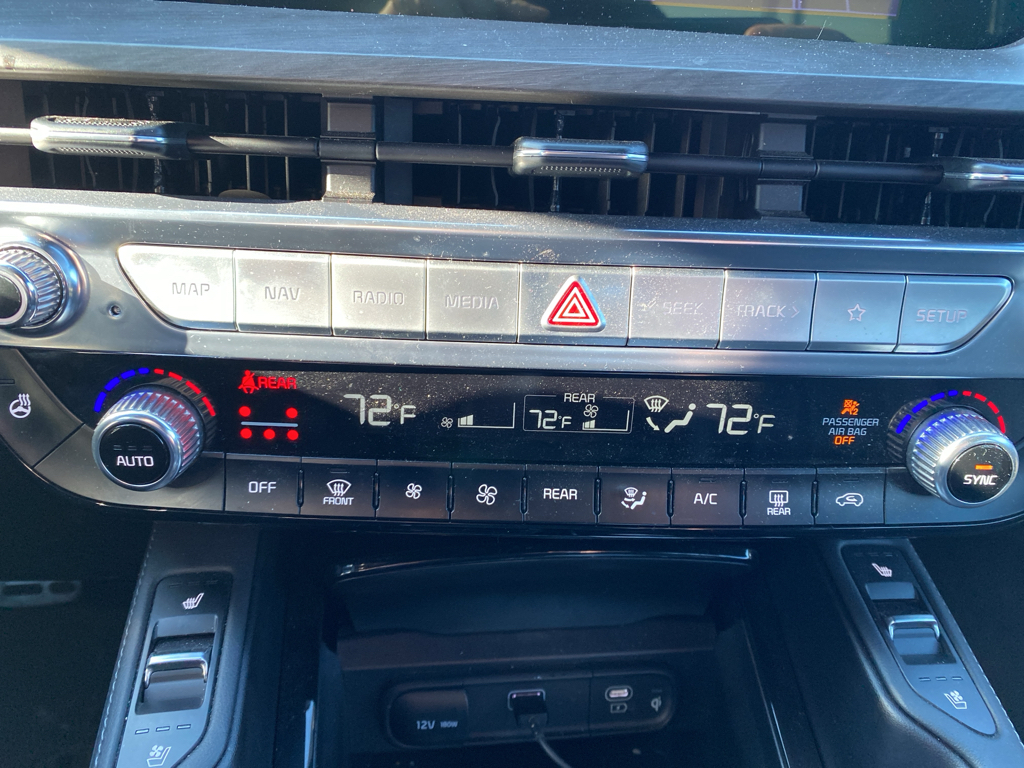 MAP NAV RADIO MEDIA < SEEK TRACK > SETUP
REAR
72°F
REAR
72°F
72°F
PASSENGER
AIR BAG
OFF
AUTO
SYNC
OFF
FRONT
REAR
A/C
REAR
12V 180W